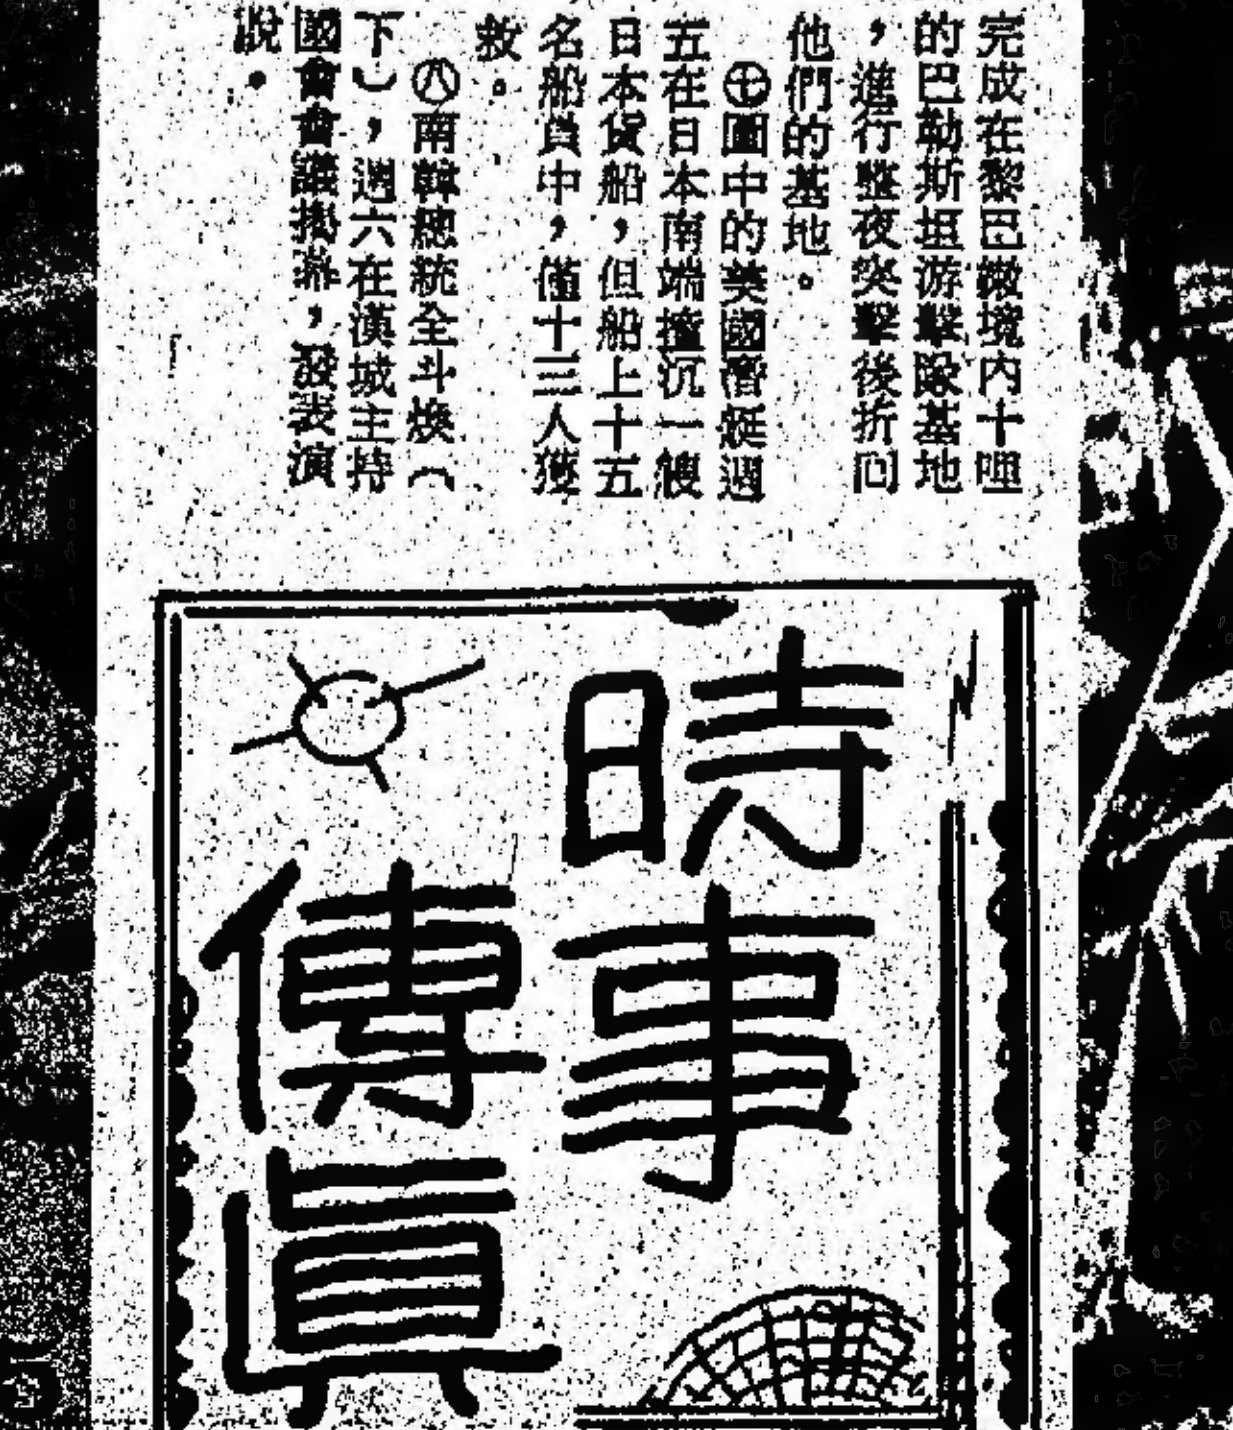 完成在黎巴嫩境內十哩
的巴勒斯坦游擊隊基地
，進行整夜突擊後折回
他們的基地。
㊆圖中的美國潛艇週
五在日本南端撞沉一艘
日本貨船，但船上十五
名船員中，僅十三人獲
救。
㊇南韓總統全斗煥（
下），週六在漢城主持
國會會議揭幕，發表演
說。
時事
傳眞